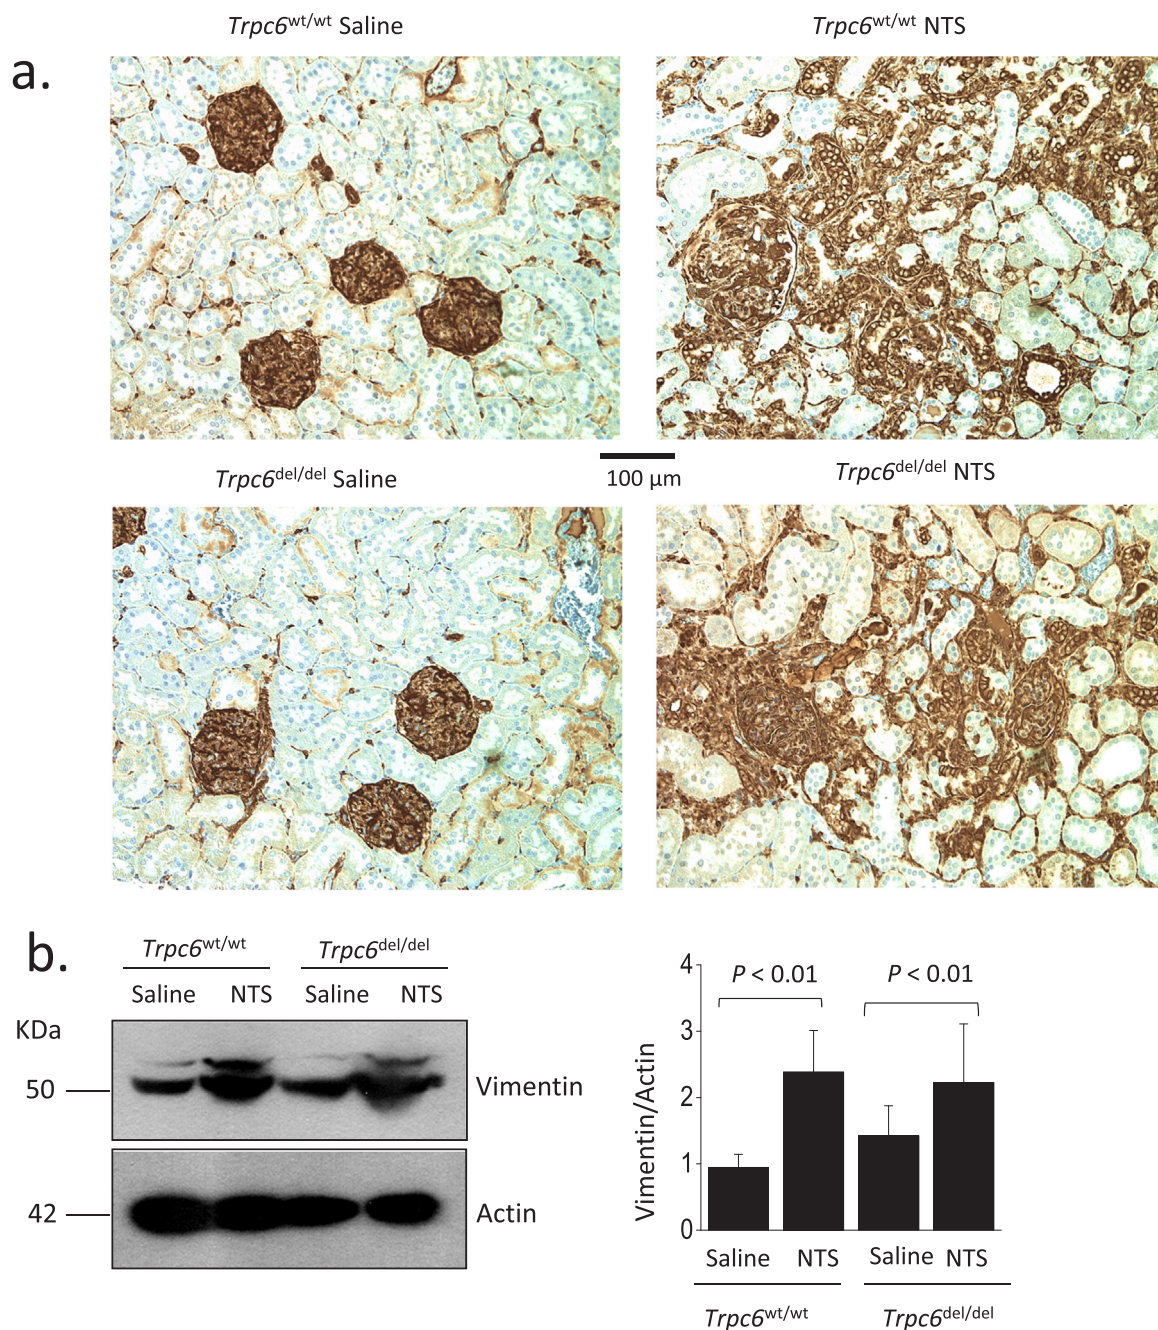 a.
Trpc6wt/wt Saline
Trpc6wt/wt NTS
Trpc6del/del Saline
100 µm
Trpc6del/del NTS
b.
Trpc6wt/wt
Trpc6del/del
Saline
NTS
Saline
NTS
KDa
50
Vimentin
42
Actin
Vimentin/Actin
4
3
2
1
0
P < 0.01
P < 0.01
Saline
NTS
Saline
NTS
Trpc6wt/wt
Trpc6del/del